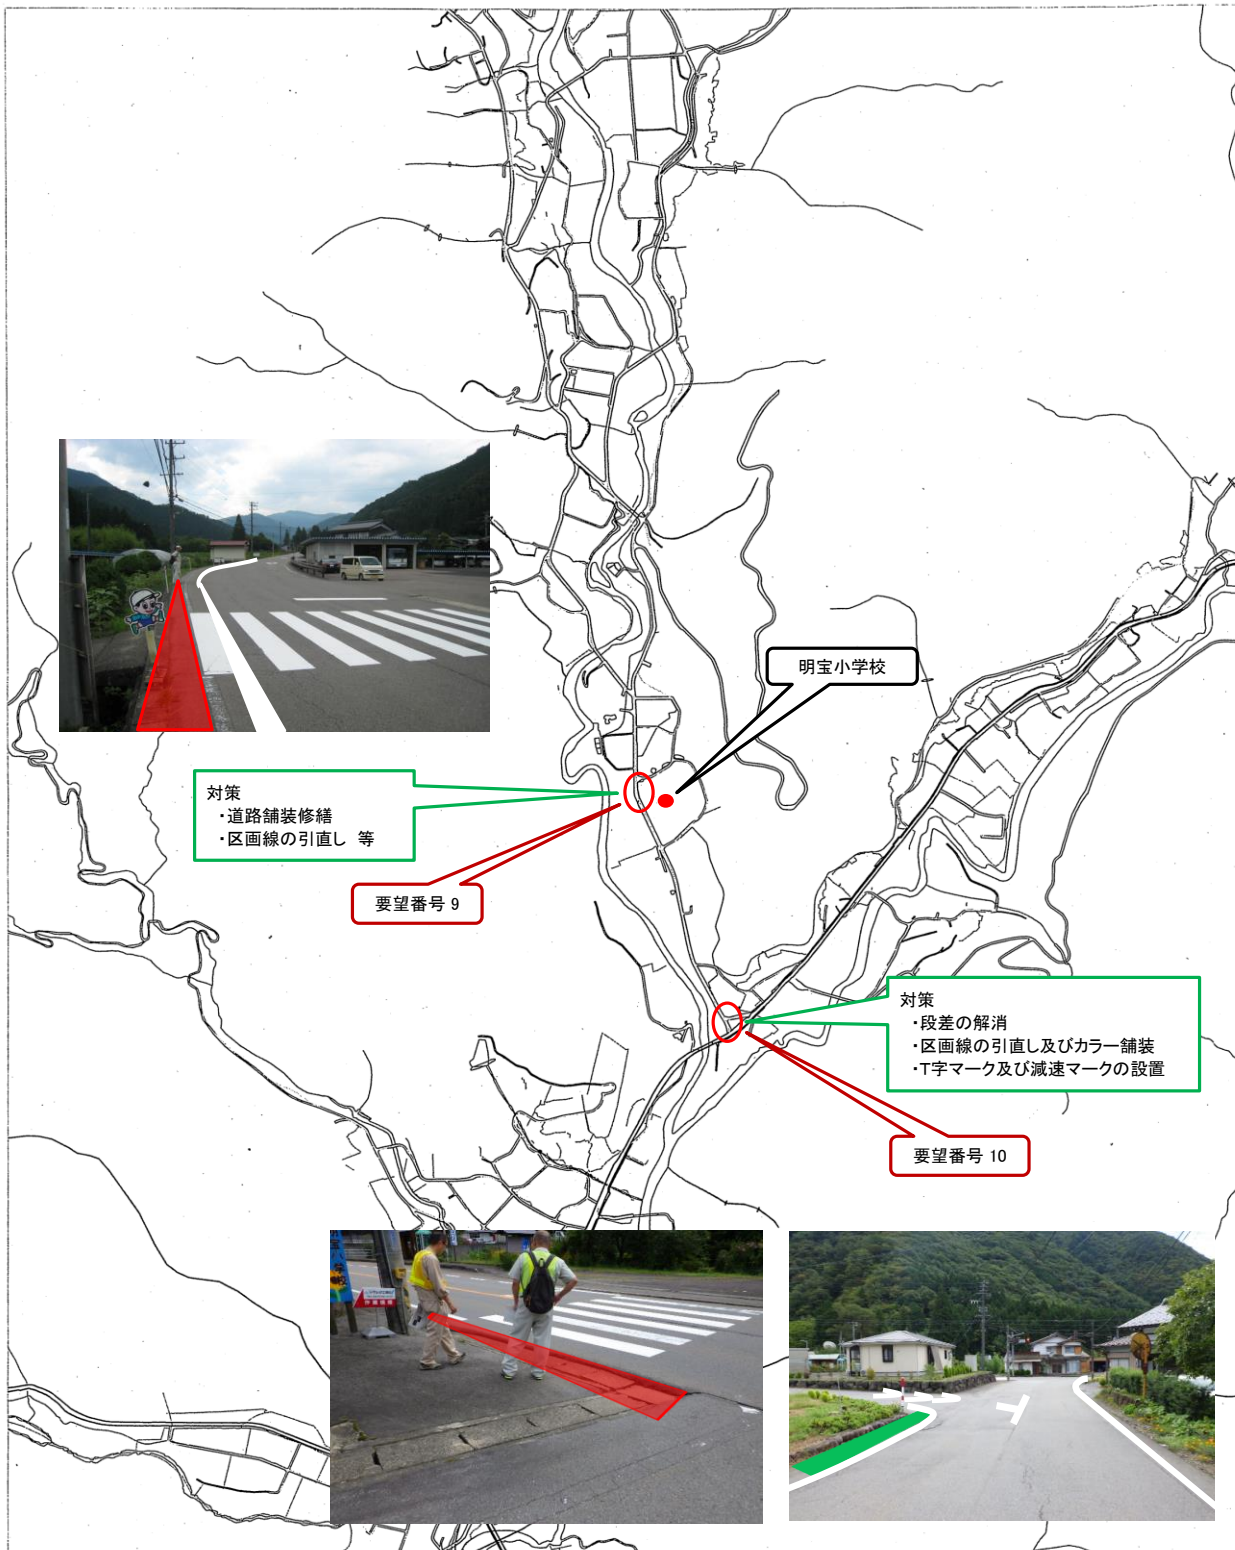 明宝小学校
対策
・道路舗装修繕
・区画線の引直し 等
要望番号 9
対策
・段差の解消
・区画線の引直し及びカラー舗装
・T字マーク及び減速マークの設置
要望番号 10